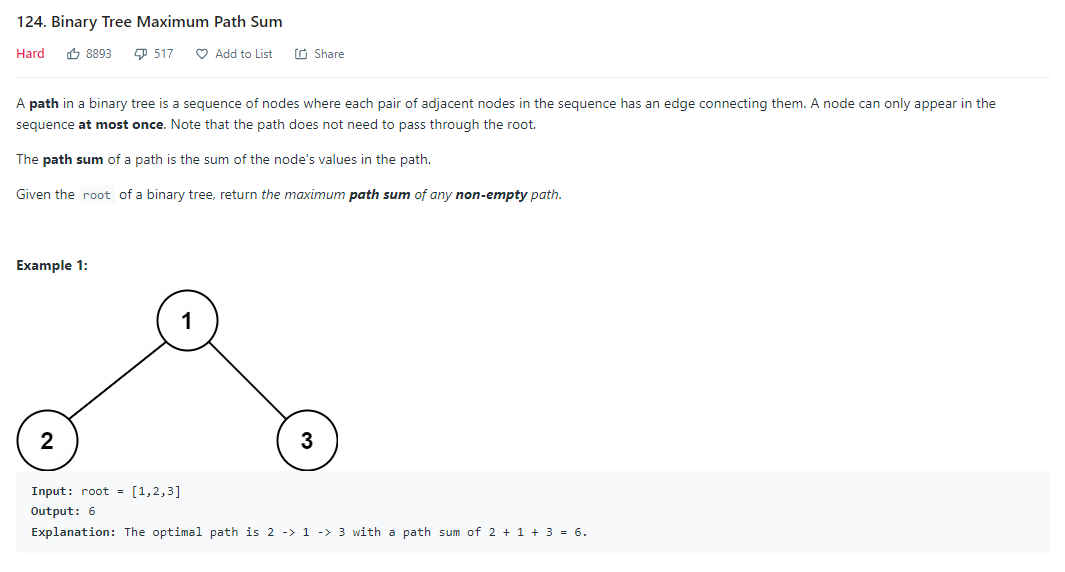 124. Binary Tree Maximum Path Sum
Hard 8893 517 Add to List Share
A path in a binary tree is a sequence of nodes where each pair of adjacent nodes in the sequence has an edge connecting them. A node can only appear in the
sequence at most once. Note that the path does not need to pass through the root.
The path sum of a path is the sum of the node's values in the path.
Given the root of a binary tree, return the maximum path sum of any non-empty path.
Example 1:
1
2 3
Input: root = [1,2,3]
Output: 6
Explanation: The optimal path is 2 -> 1 -> 3 with a path sum of 2 + 1 + 3 = 6.